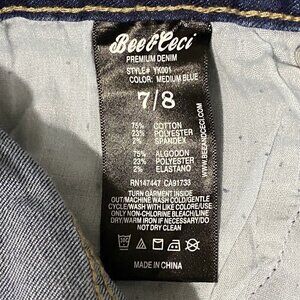 Bee&Ceci
PREMIUM DENIM
STYLE# YK001
COLOR: MEDIUM BLUE
7/8
75% COTTON
23% POLYESTER
2% SPANDEX
75% ALGODON
23% POLYESTER
2% ELASTANO
RN147447 CA91733
TURN GARMENT INSIDE
OUT/MACHINE WASH COLD/GENTLE
CYCLE/WASH WITH LIKE COLORS/USE
ONLY NON-CHLORINE BLEACH/LINE
DRY/WARM IRON IF NECESSARY/DO
NOT DRY CLEAN
MADE IN CHINA
WWW.BEEANDCECI.COM